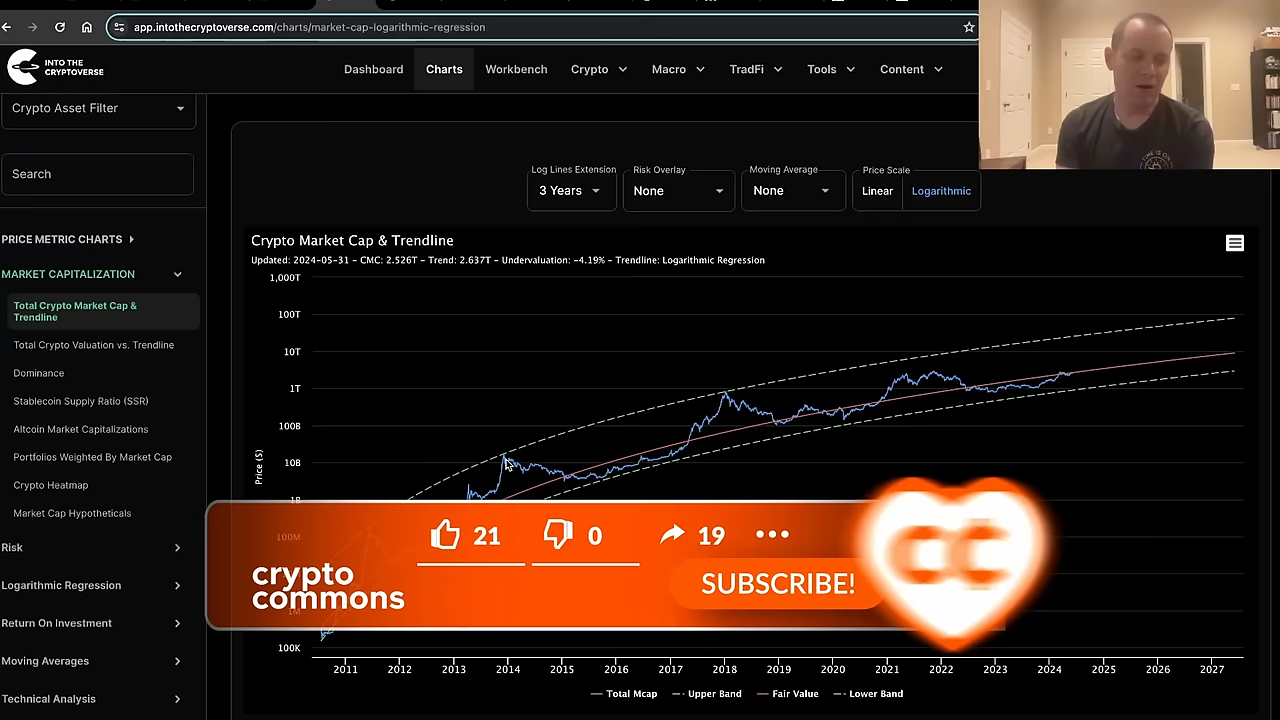 app.intothecryptoverse.com/charts/market-cap-logarithmic-regression
INTO THE
CRYPTOVERSE
Dashboard
Charts
Workbench
Crypto
Macro
TradFi
Tools
Content
Crypto Asset Filter
Search
PRICE METRIC CHARTS
MARKET CAPITALIZATION
Total Crypto Market Cap &
Trendline
Total Crypto Valuation vs. Trendline
Dominance
Stablecoin Supply Ratio (SSR)
Altcoin Market Capitalizations
Portfolios Weighted By Market Cap
Crypto Heatmap
Market Cap Hypotheticals
Risk
Logarithmic Regression
Return On Investment
Moving Averages
Technical Analysis
Log Lines Extension
3 Years
Risk Overlay
None
Moving Average
None
Price Scale
Linear
Logarithmic
TIME IS ON
Crypto Market Cap & Trendline
Updated: 2024-05-31 - CMC: 2.526T - Trend: 2.637T - Undervaluation: -4.19% - Trendline: Logarithmic Regression
Price ($)
1,000T
100T
10T
1T
100B
10B
1B
100M
1M
100K
2011
2012
2013
2014
2015
2016
2017
2018
2019
2020
2021
2022
2023
2024
2025
2026
2027
Total Mcap
Upper Band
Fair Value
Lower Band
crypto
commons
21
0
19
SUBSCRIBE!
CC